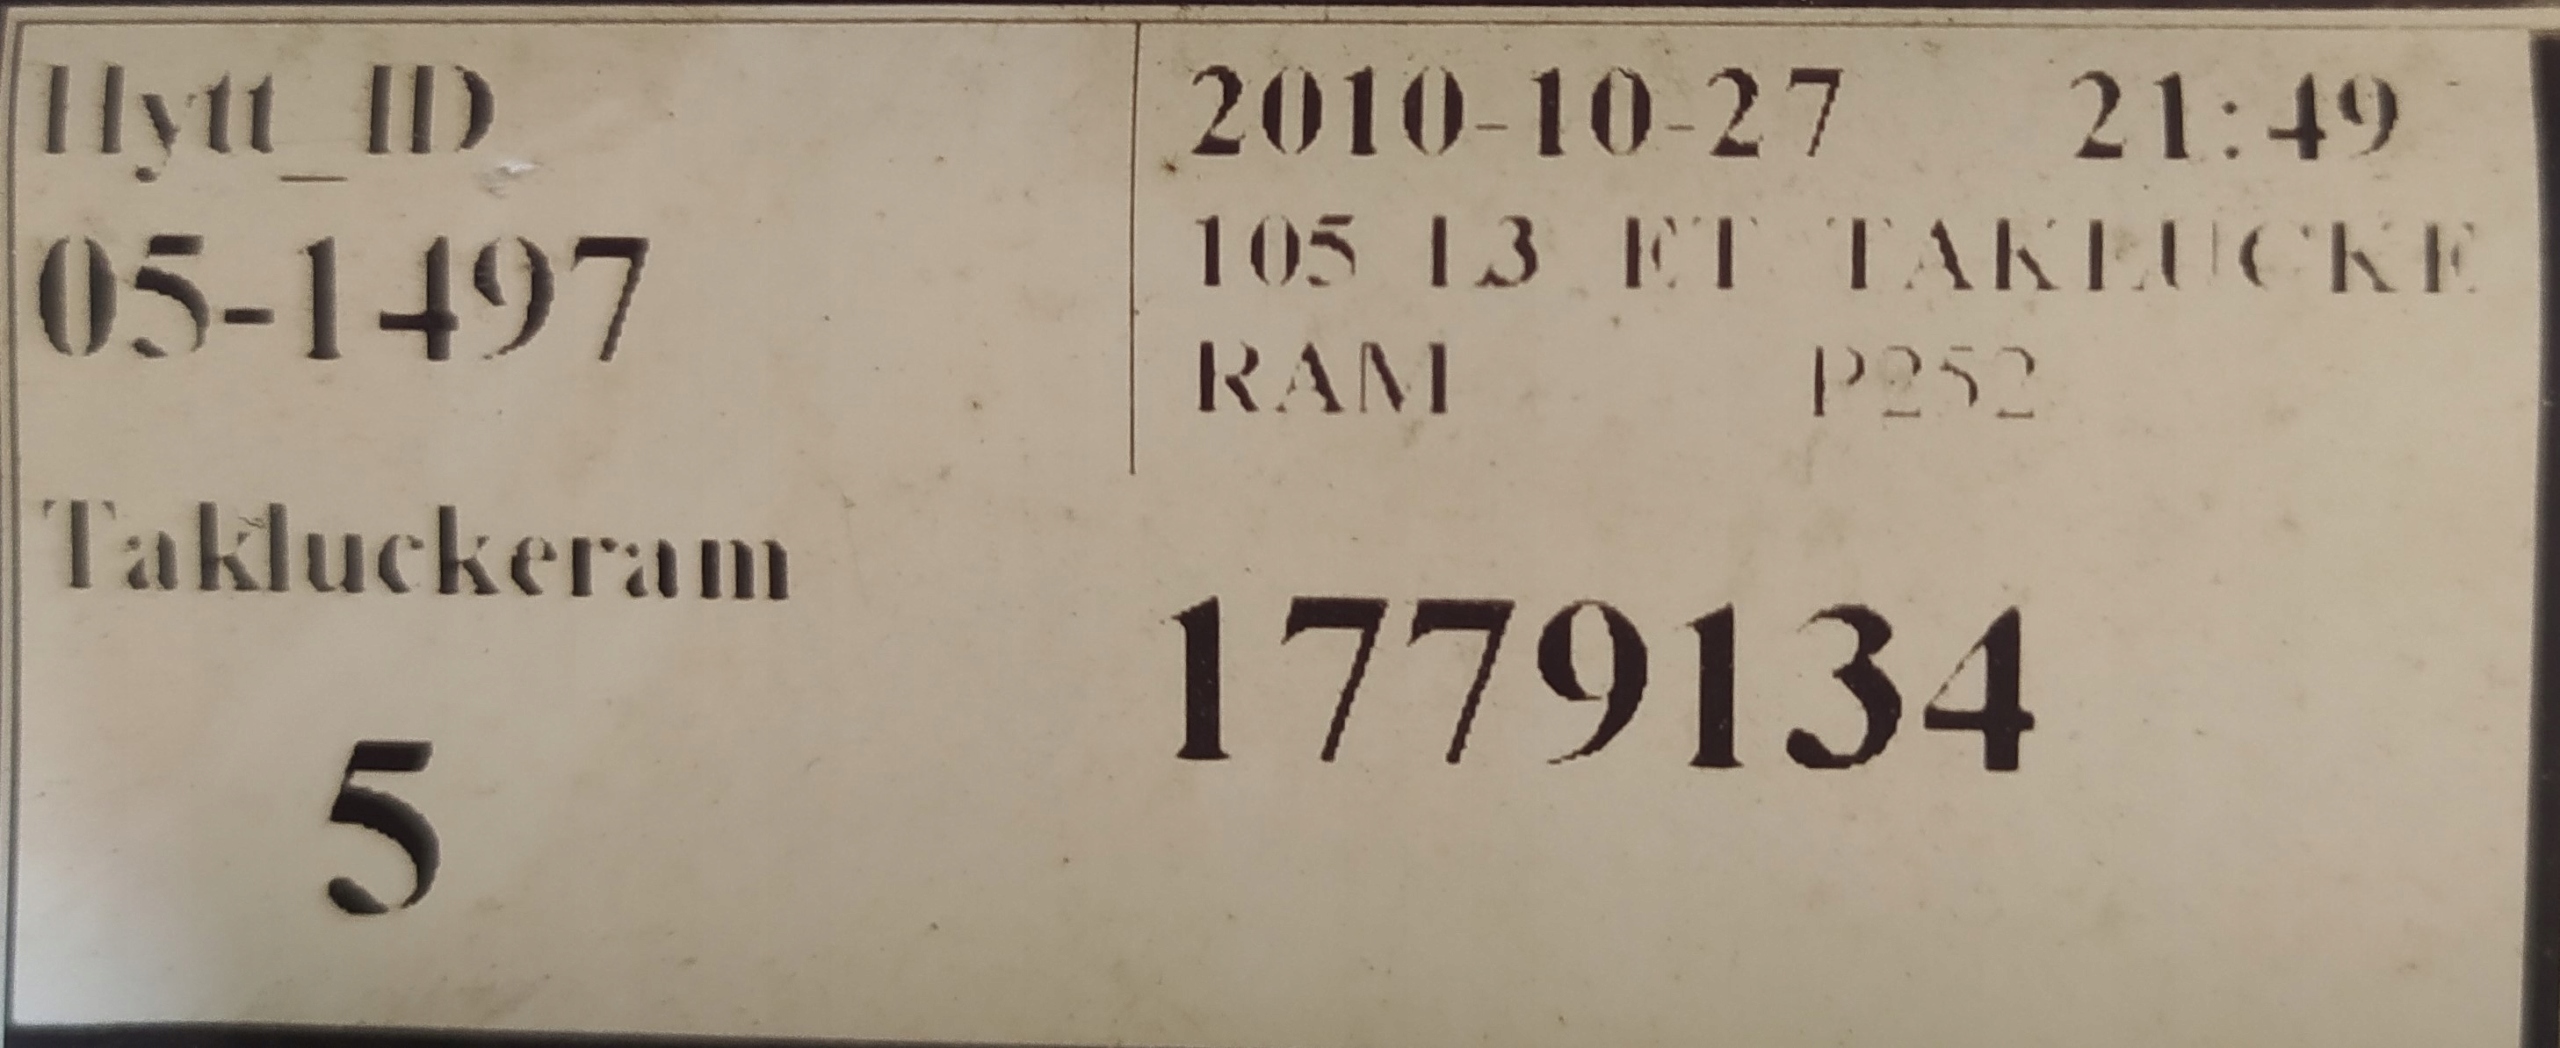 Hytt_ID
05-1497
Takluckeram
5
2010-10-27 21:49
105 13 ET TAKLUCKE
RAM P252
1779134